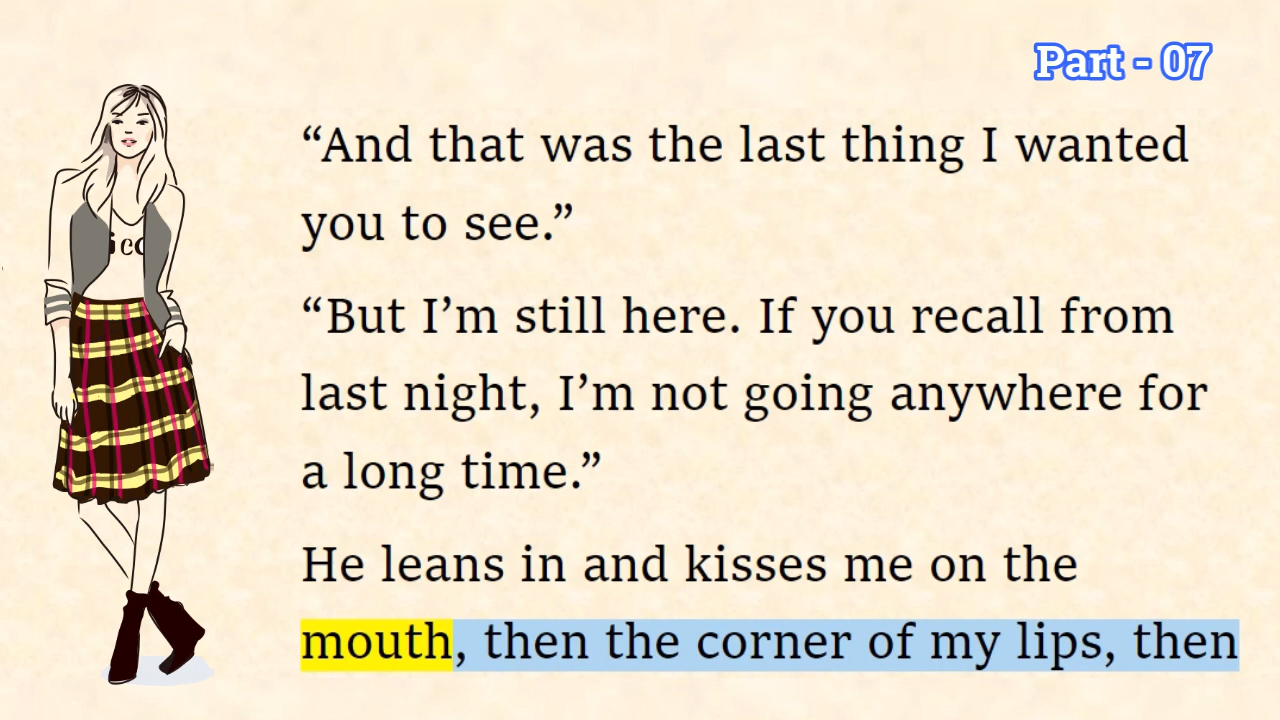 Part - 07
“And that was the last thing I wanted
you to see.”
“But I’m still here. If you recall from
last night, I’m not going anywhere for
a long time.”
He leans in and kisses me on the
mouth, then the corner of my lips, then